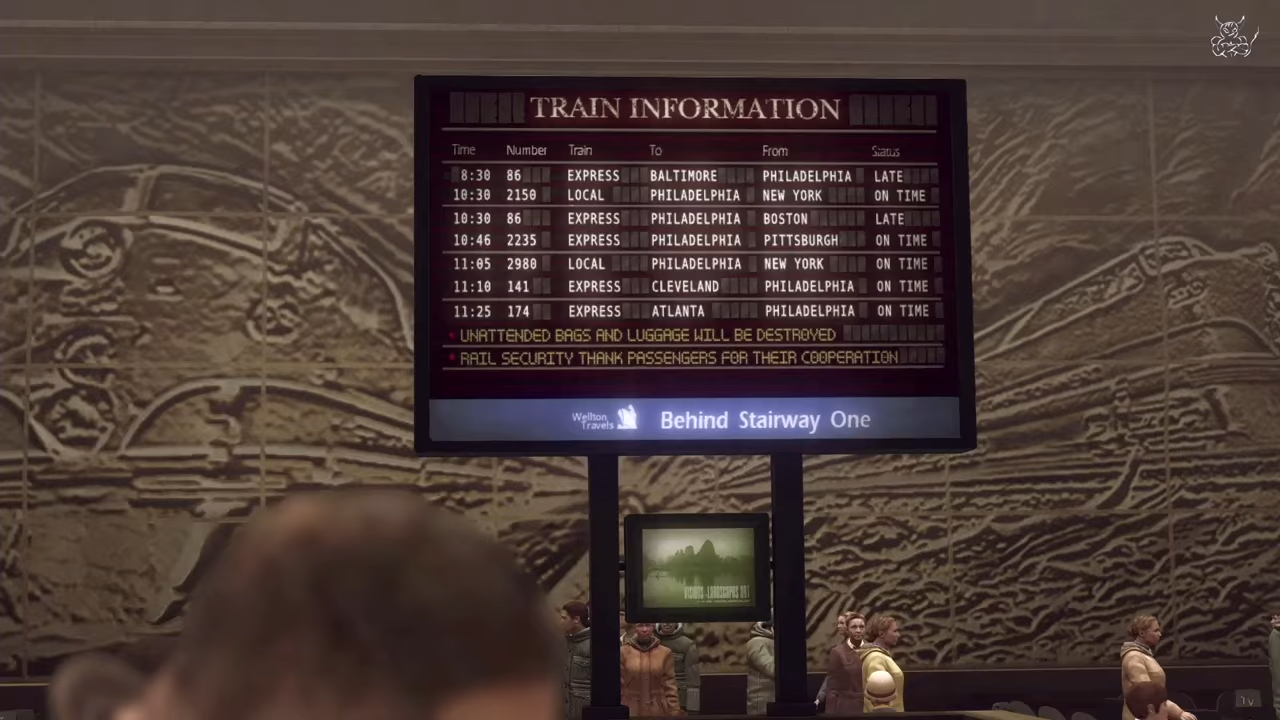 TRAIN INFORMATION
Time Number Train To From Status
8:30 86 EXPRESS BALTIMORE PHILADELPHIA LATE
10:30 2150 LOCAL PHILADELPHIA NEW YORK ON TIME
10:30 86 EXPRESS PHILADELPHIA BOSTON LATE
10:46 2235 EXPRESS PHILADELPHIA PITTSBURGH ON TIME
11:05 2980 LOCAL PHILADELPHIA NEW YORK ON TIME
11:10 141 EXPRESS CLEVELAND PHILADELPHIA ON TIME
11:25 174 EXPRESS ATLANTA PHILADELPHIA ON TIME
UNATTENDED BAGS AND LUGGAGE WILL BE DESTROYED
RAIL SECURITY THANK PASSENGERS FOR THEIR COOPERATION
Wellton
Travels
Behind Stairway One
TV